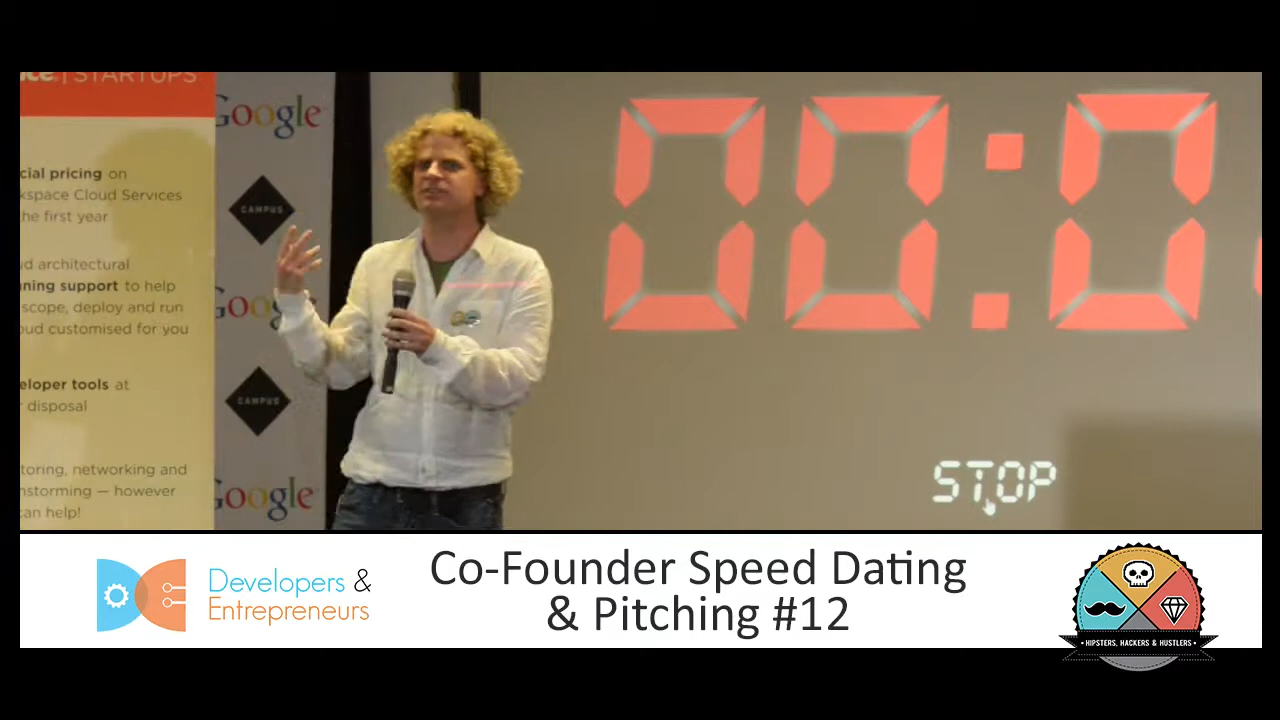 STARTUPS
cial pricing on
kspace Cloud Services
he first year
d architectural
ning support to help
scope, deploy and run
oud customised for you
eloper tools at
r disposal
toring, networking and
nstorming — however
can help!
Google
CAMPUS
Google
CAMPUS
Google
00:0
STOP
Developers &
Entrepreneurs
Co-Founder Speed Dating
& Pitching #12
• HIPSTERS, HACKERS & HUSTLERS •